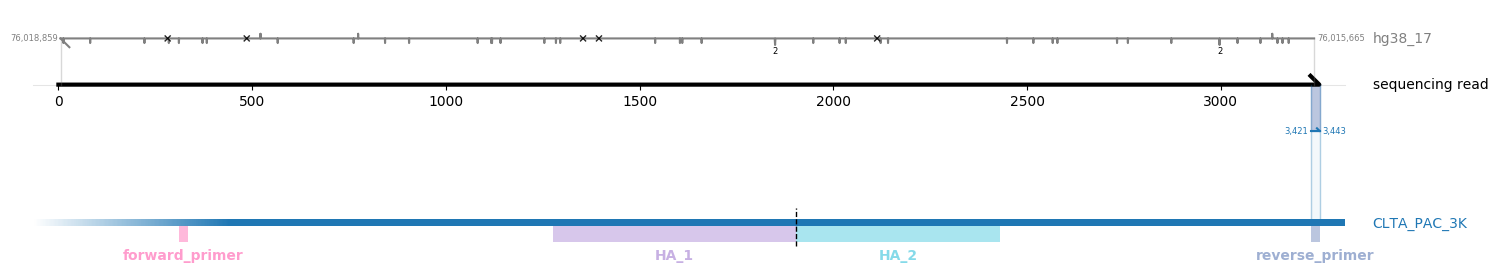 76,018,859 76,015,665 hg38_17
2 2
sequencing read
0 500 1000 1500 2000 2500 3000
3,421 3,443
CLTA_PAC_3K
forward_primer HA_1 HA_2 reverse_primer